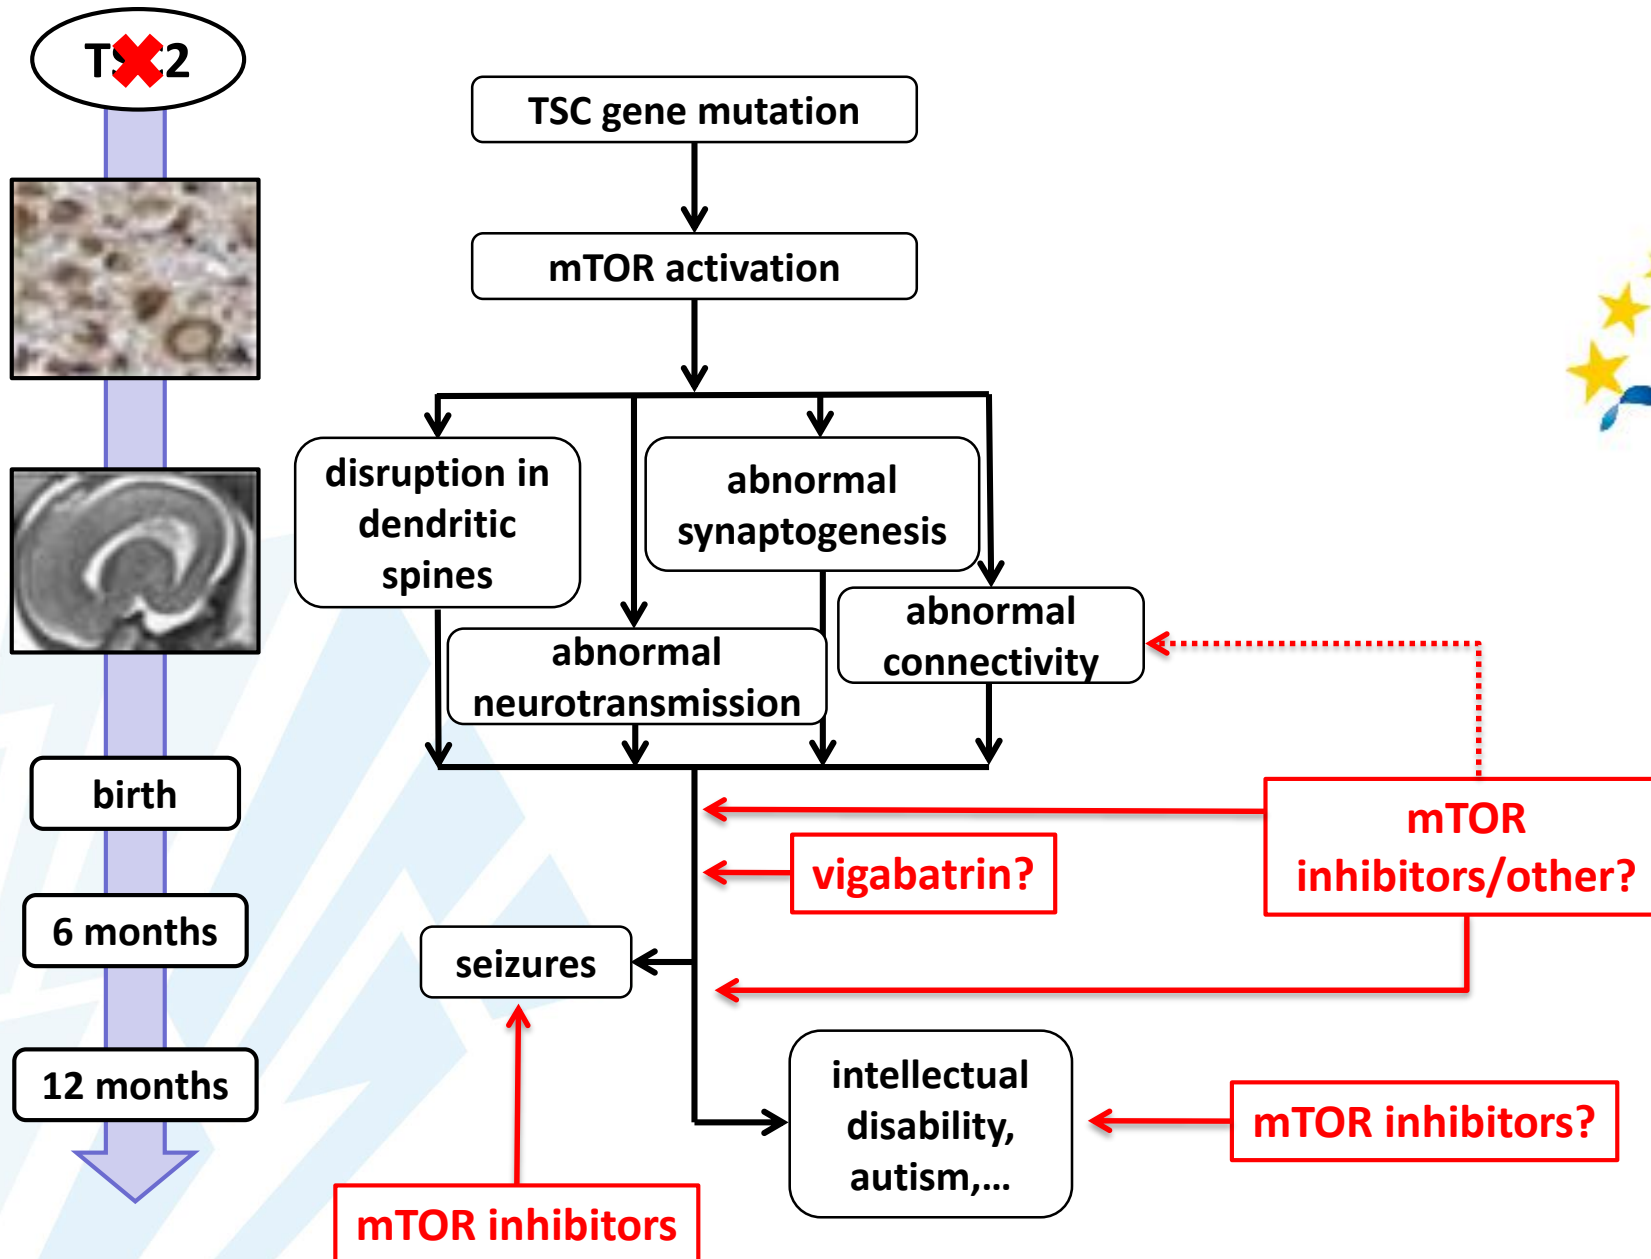 TSC2
TSC gene mutation
mTOR activation
disruption in
dendritic
spines
abnormal
synaptogenesis
abnormal
neurotransmission
abnormal
connectivity
birth
6 months
12 months
vigabatrin?
mTOR
inhibitors/other?
seizures
intellectual
disability,
autism,...
mTOR inhibitors?
mTOR inhibitors